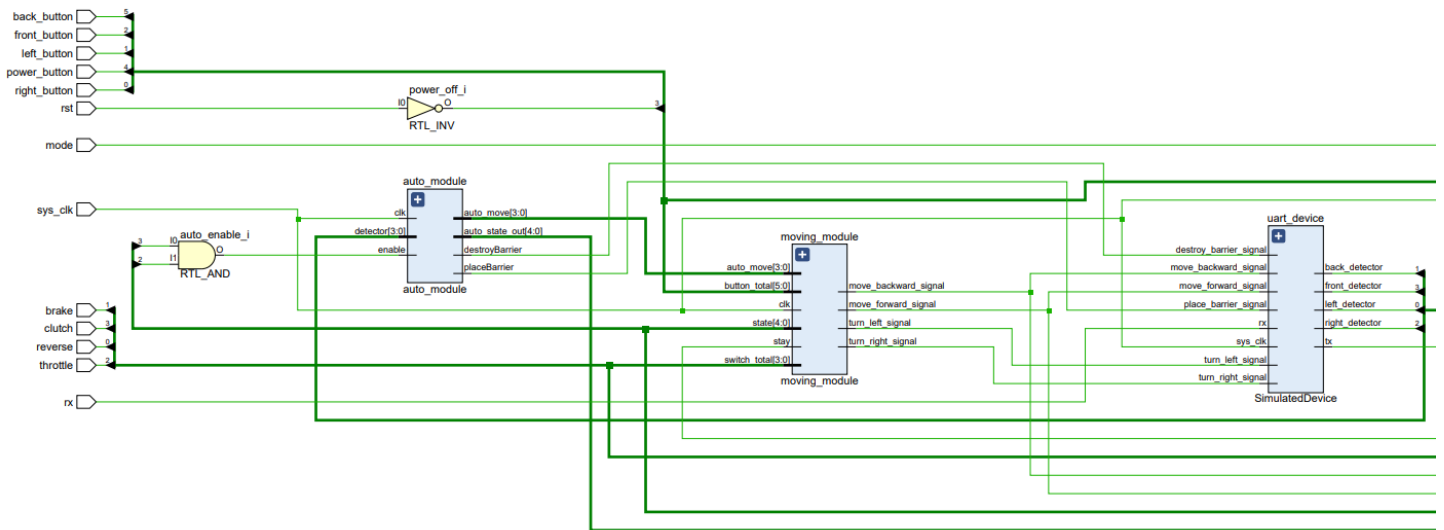 back_button
5
front_button
2
left_button
1
power_button
4
right_button
0
rst
I0
power_off_i
O
RTL_INV
3
mode
sys_clk
auto_module
clk
detector[3:0]
enable
auto_move[3:0]
auto_state_out[4:0]
destroyBarrier
placeBarrier
auto_module
3
2
I0
I1
auto_enable_i
O
RTL_AND
brake
1
clutch
3
reverse
0
throttle
2
rx
moving_module
auto_move[3:0]
button_total[5:0]
clk
state[4:0]
stay
switch_total[3:0]
move_backward_signal
move_forward_signal
turn_left_signal
turn_right_signal
moving_module
uart_device
destroy_barrier_signal
move_backward_signal
move_forward_signal
place_barrier_signal
rx
sys_clk
turn_left_signal
turn_right_signal
back_detector
1
front_detector
3
left_detector
0
right_detector
2
tx
SimulatedDevice